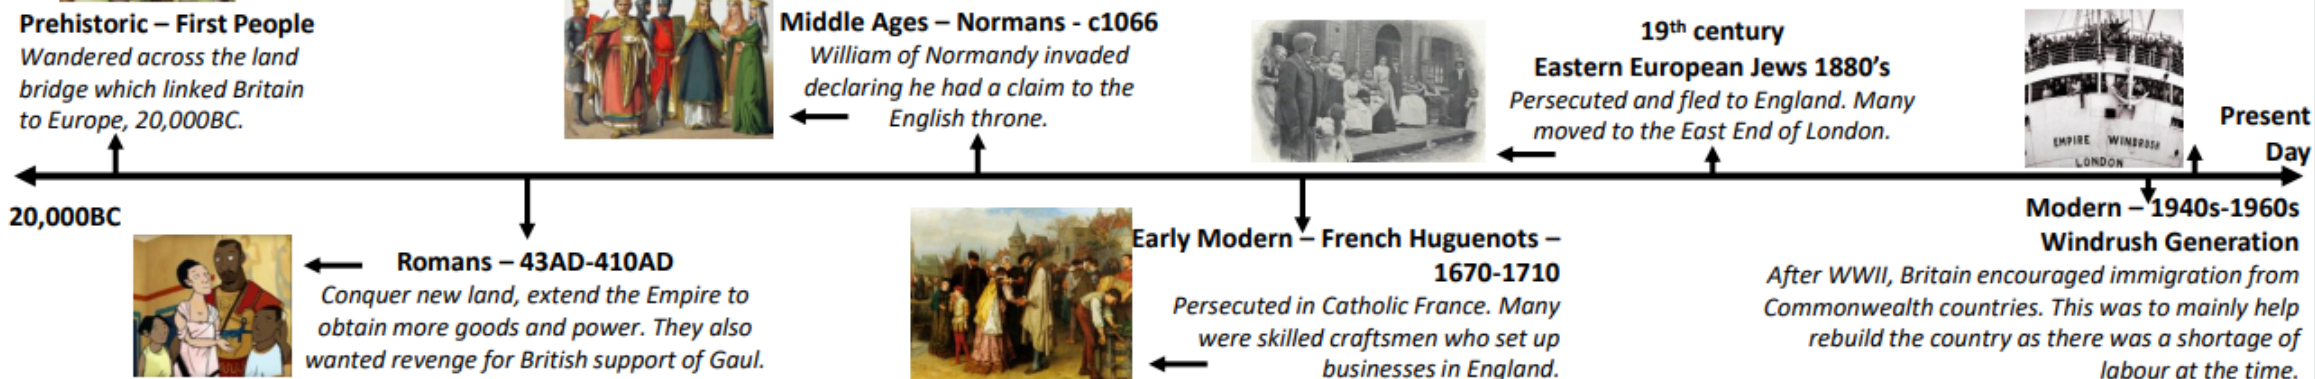 Prehistoric – First People
Wandered across the land
bridge which linked Britain
to Europe, 20,000BC.
Middle Ages – Normans - c1066
William of Normandy invaded
declaring he had a claim to the
English throne.
19th century
Eastern European Jews 1880’s
Persecuted and fled to England. Many
moved to the East End of London.
EMPIRE WINDRUSH
LONDON
Present
Day
20,000BC
Romans – 43AD-410AD
Conquer new land, extend the Empire to
obtain more goods and power. They also
wanted revenge for British support of Gaul.
Early Modern – French Huguenots –
1670-1710
Persecuted in Catholic France. Many
were skilled craftsmen who set up
businesses in England.
Modern – 1940s-1960s
Windrush Generation
After WWII, Britain encouraged immigration from
Commonwealth countries. This was to mainly help
rebuild the country as there was a shortage of
labour at the time.